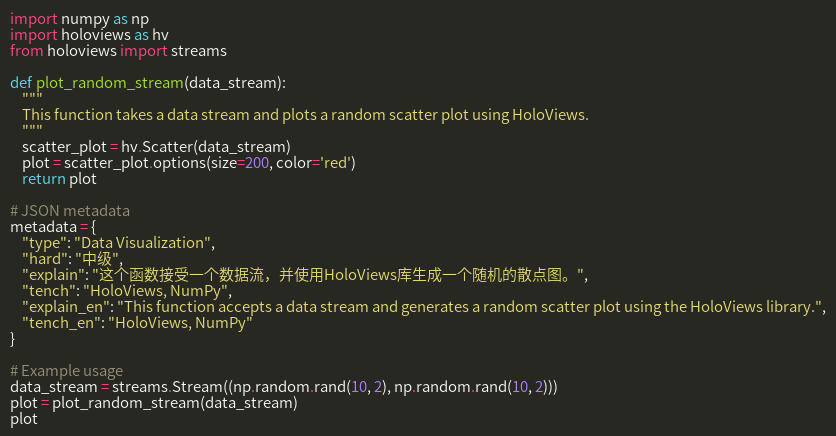 import numpy as np
import holoviews as hv
from holoviews import streams

def plot_random_stream(data_stream):
    """
    This function takes a data stream and plots a random scatter plot using HoloViews.
    """
    scatter_plot = hv.Scatter(data_stream)
    plot = scatter_plot.options(size=200, color='red')
    return plot

# JSON metadata
metadata = {
    "type": "Data Visualization",
    "hard": "中级",
    "explain": "这个函数接受一个数据流，并使用HoloViews库生成一个随机的散点图。",
    "tench": "HoloViews, NumPy",
    "explain_en": "This function accepts a data stream and generates a random scatter plot using the HoloViews library.",
    "tench_en": "HoloViews, NumPy"
}

# Example usage
data_stream = streams.Stream((np.random.rand(10, 2), np.random.rand(10, 2)))
plot = plot_random_stream(data_stream)
plot